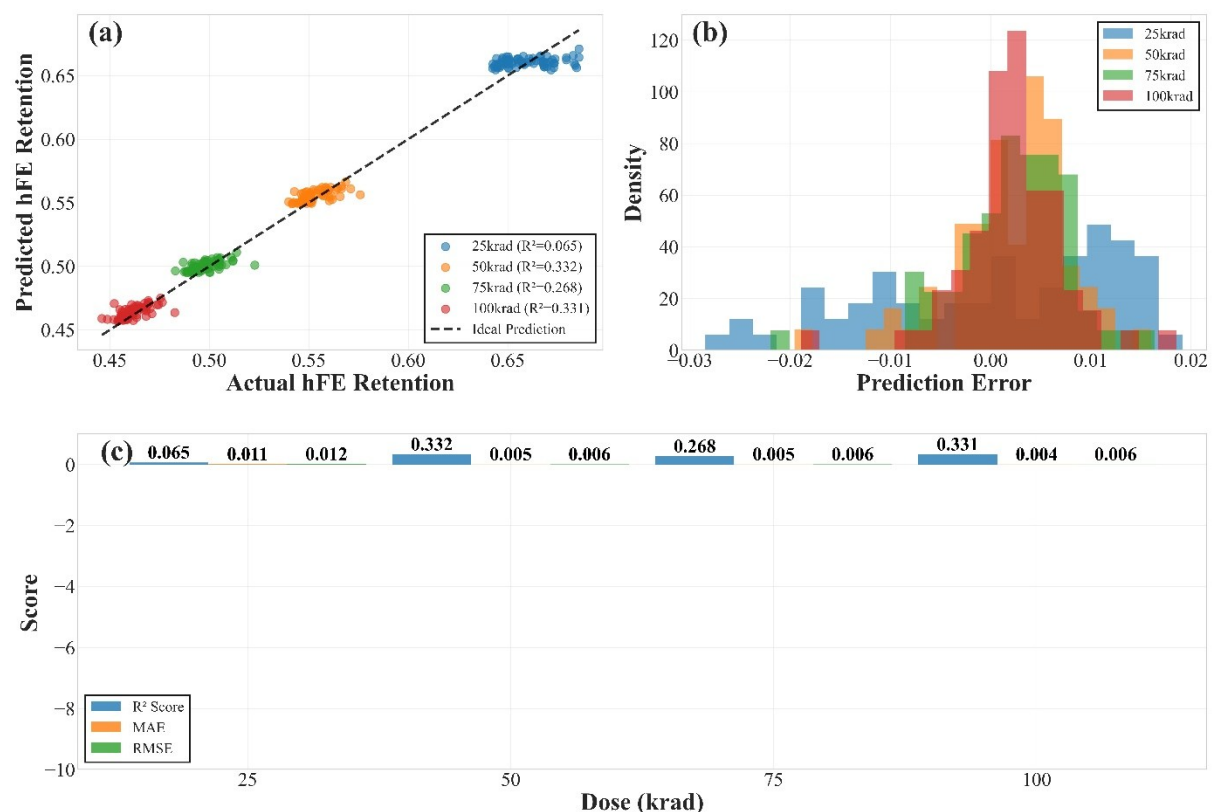 (a)
Predicted hFE Retention
0.65
0.60
0.55
0.50
0.45
25krad (R²=0.065)
50krad (R²=0.332)
75krad (R²=0.268)
100krad (R²=0.331)
Ideal Prediction
0.45 0.50 0.55 0.60 0.65
Actual hFE Retention
(b)
Density
120
100
80
60
40
20
0
25krad
50krad
75krad
100krad
−0.03 −0.02 −0.01 0.00 0.01 0.02
Prediction Error
(c)
Score
0
−2
−4
−6
−8
−10
0.065 0.011 0.012 0.332 0.005 0.006 0.268 0.005 0.006 0.331 0.004 0.006
R² Score
MAE
RMSE
25 50 75 100
Dose (krad)